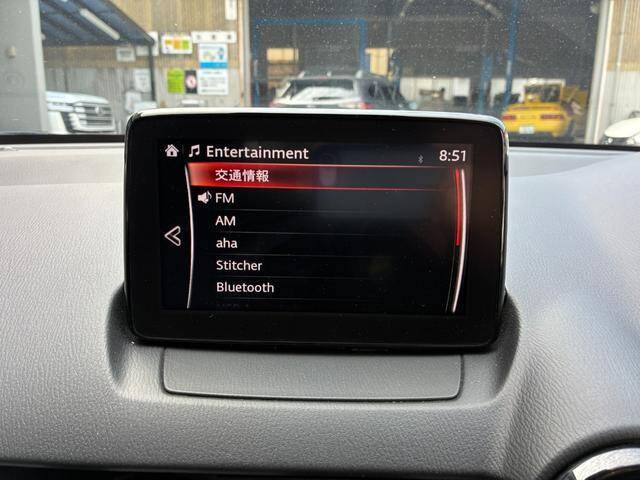 Entertainment
8:51
交通情報
FM
AM
aha
Stitcher
Bluetooth